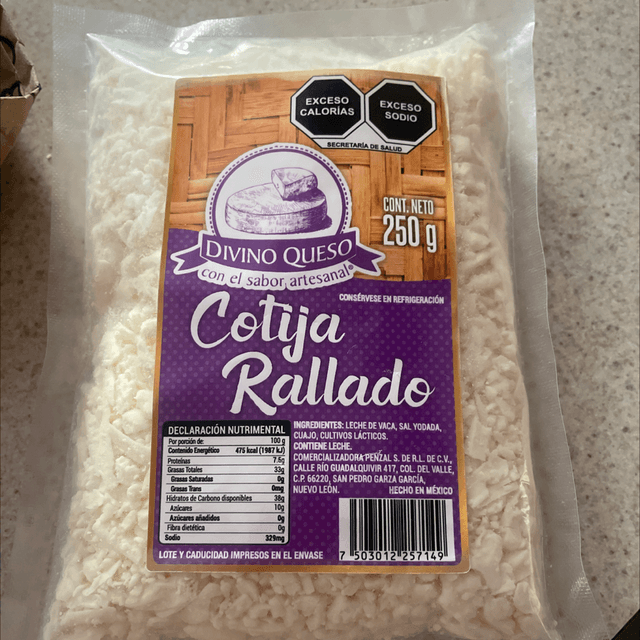 EXCESO
CALORÍAS
EXCESO
SODIO
SECRETARÍA DE SALUD
CONT. NETO
250 g
DIVINO QUESO
con el sabor artesanal®
CONSÉRVESE EN REFRIGERACIÓN
Cotija
Rallado
DECLARACIÓN NUTRIMENTAL
Por porción de: 100 g
Contenido Energético 475 kcal (1987 kJ)
Proteínas 7.5g
Grasas Totales 33g
Grasas Saturadas 0g
Grasas Trans 0mg
Hidratos de Carbono disponibles 38g
Azúcares 10g
Azúcares añadidos 0g
Fibra dietética 0g
Sodio 329mg
INGREDIENTES: LECHE DE VACA, SAL YODADA,
CUAJO, CULTIVOS LÁCTICOS.
CONTIENE LECHE.
COMERCIALIZADORA PENZAL S. DE R.L. DE C.V.,
CALLE RÍO GUADALQUIVIR 417, COL. DEL VALLE,
C.P. 66220, SAN PEDRO GARZA GARCÍA,
NUEVO LEÓN. HECHO EN MÉXICO
7 503012 257149
LOTE Y CADUCIDAD IMPRESOS EN EL ENVASE